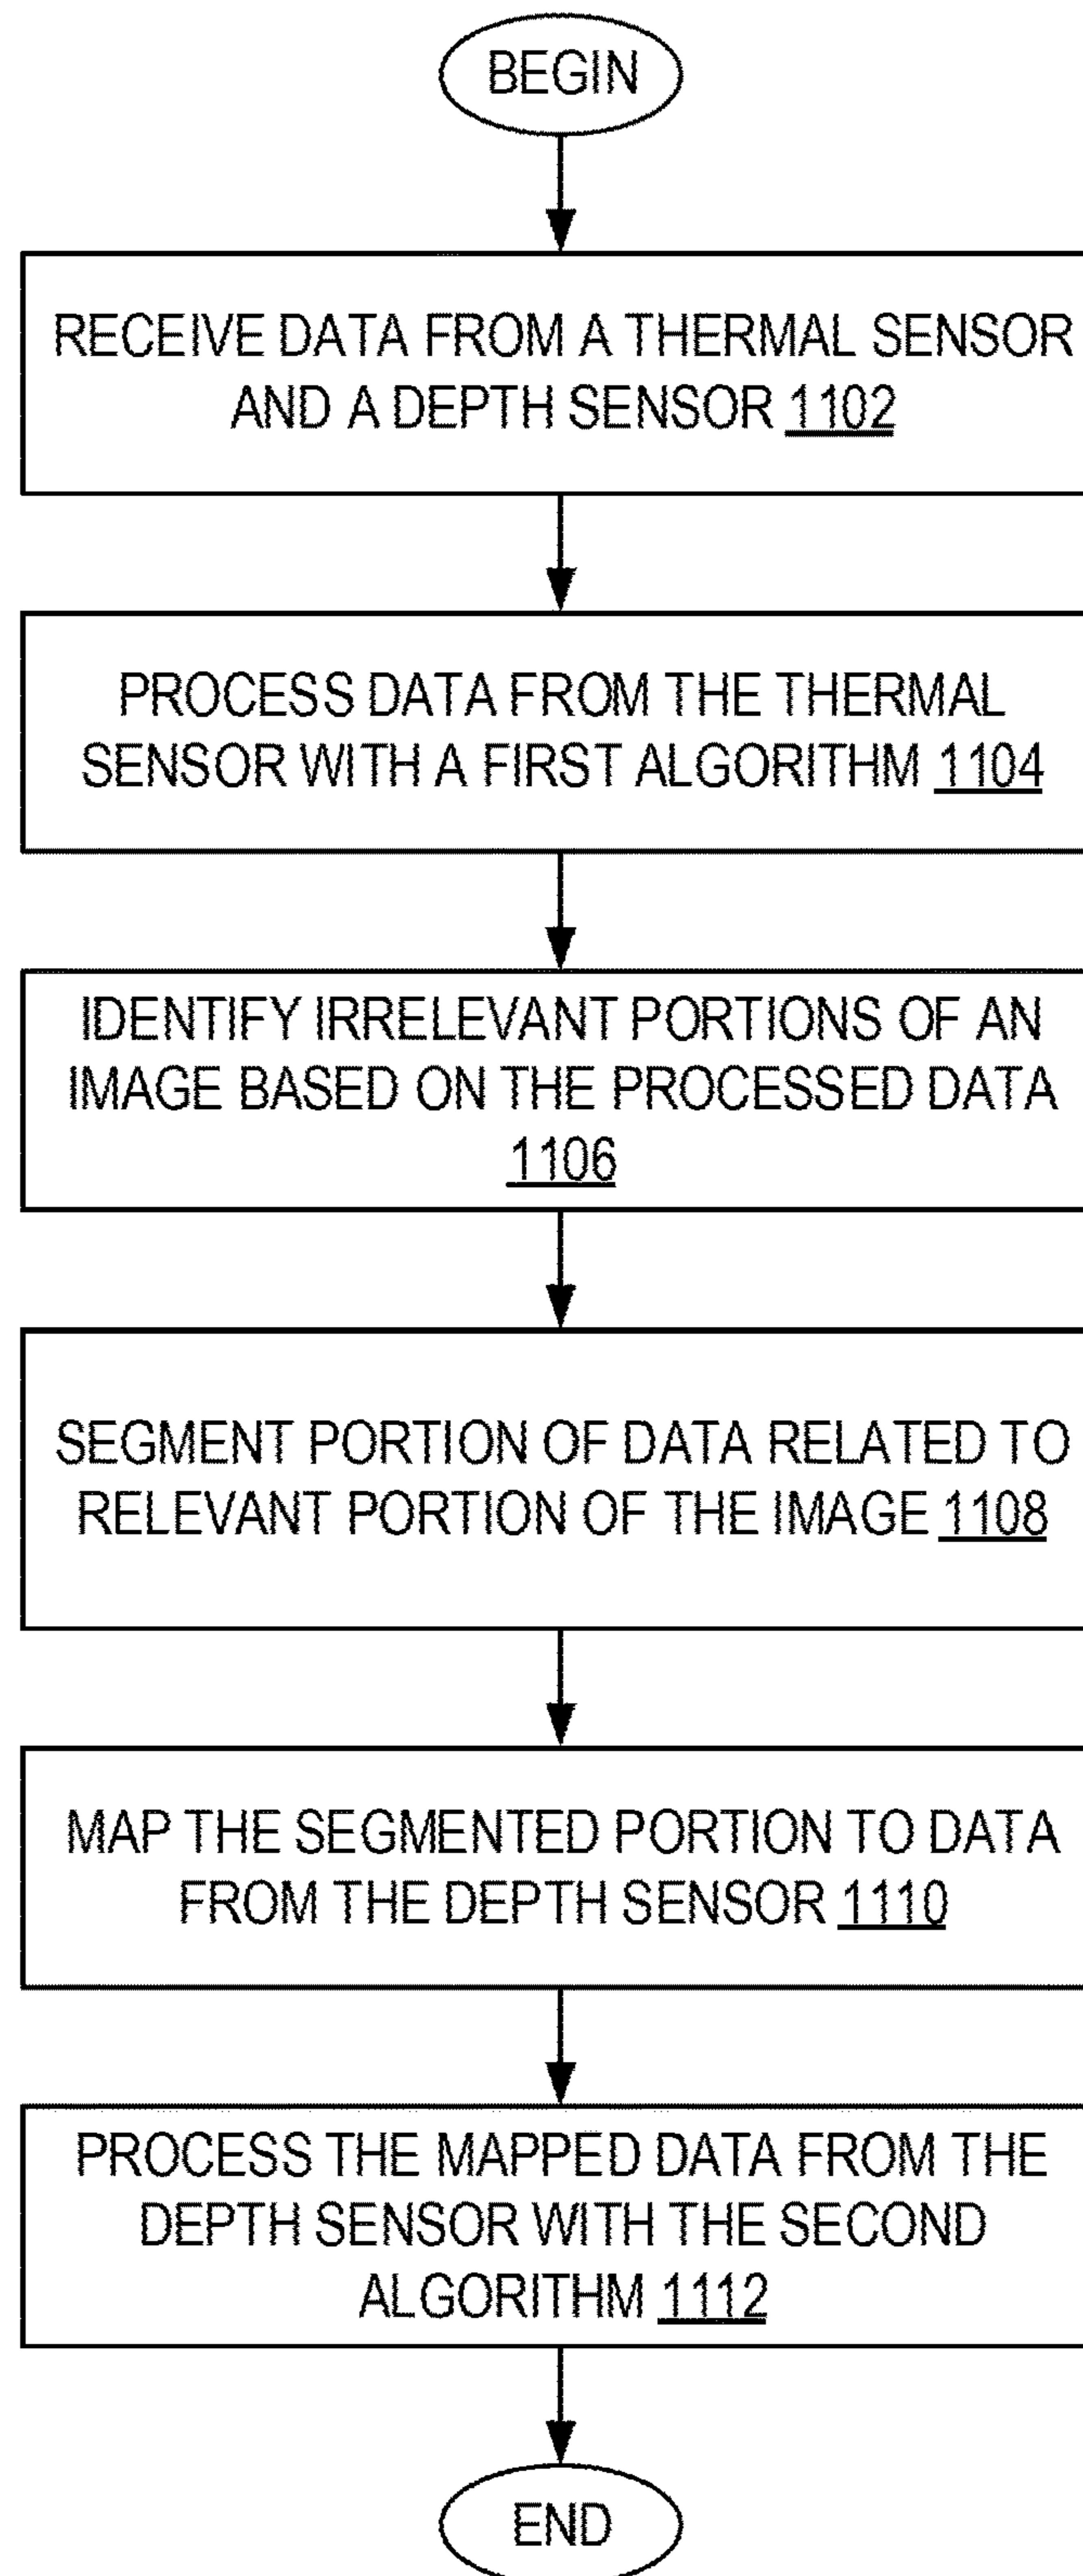 BEGIN
RECEIVE DATA FROM A THERMAL SENSOR
AND A DEPTH SENSOR 1102
PROCESS DATA FROM THE THERMAL
SENSOR WITH A FIRST ALGORITHM 1104
IDENTIFY IRRELEVANT PORTIONS OF AN
IMAGE BASED ON THE PROCESSED DATA
1106
SEGMENT PORTION OF DATA RELATED TO
RELEVANT PORTION OF THE IMAGE 1108
MAP THE SEGMENTED PORTION TO DATA
FROM THE DEPTH SENSOR 1110
PROCESS THE MAPPED DATA FROM THE
DEPTH SENSOR WITH THE SECOND
ALGORITHM 1112
END